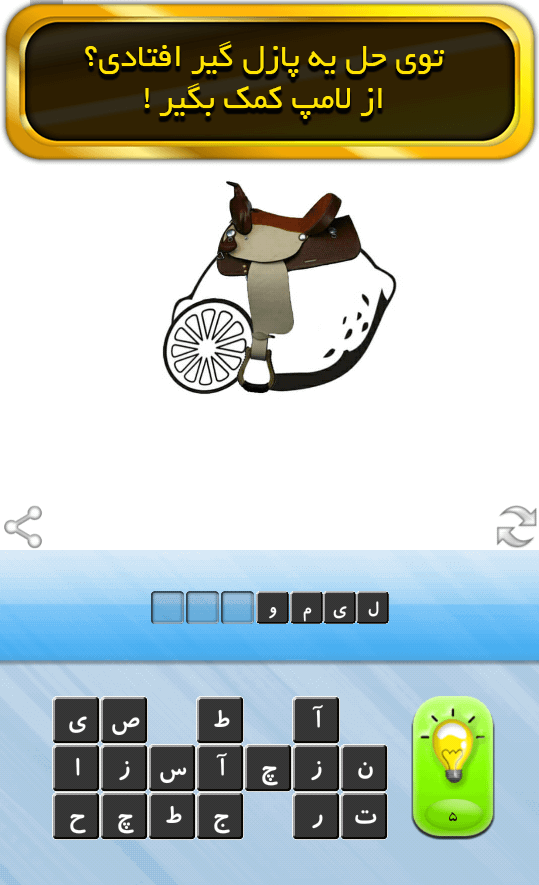 توی حل یه پازل گیر افتادی؟
از لامپ کمک بگیر !
ل ی م و
آ ط ص ی
ن ز چ آ س ز ا
ت ر ج ط چ ح
۵